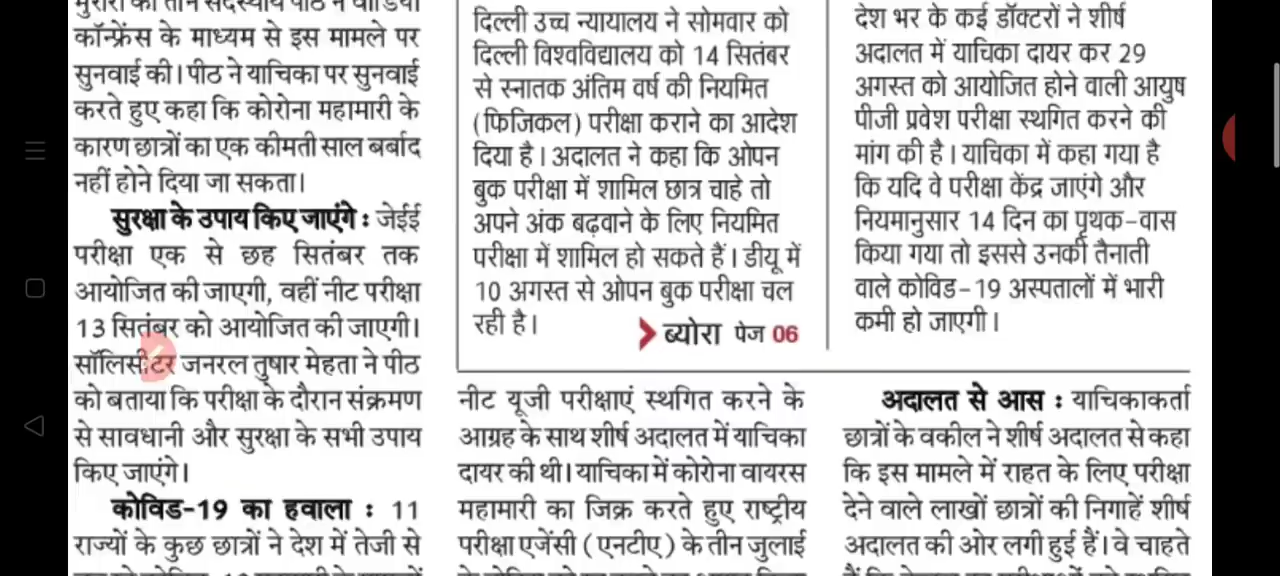 कॉन्फ्रेंस के माध्यम से इस मामले पर
सुनवाई की। पीठ ने याचिका पर सुनवाई
करते हुए कहा कि कोरोना महामारी के
कारण छात्रों का एक कीमती साल बर्बाद
नहीं होने दिया जा सकता।
सुरक्षा के उपाय किए जाएंगे : जेईई
परीक्षा एक से छह सितंबर तक
आयोजित की जाएगी, वहीं नीट परीक्षा
13 सितंबर को आयोजित की जाएगी।
सॉलिसीटर जनरल तुषार मेहता ने पीठ
को बताया कि परीक्षा के दौरान संक्रमण
से सावधानी और सुरक्षा के सभी उपाय
किए जाएंगे।
कोविड-19 का हवाला : 11
राज्यों के कुछ छात्रों ने देश में तेजी से
दिल्ली उच्च न्यायालय ने सोमवार को
दिल्ली विश्वविद्यालय को 14 सितंबर
से स्नातक अंतिम वर्ष की नियमित
(फिजिकल) परीक्षा कराने का आदेश
दिया है। अदालत ने कहा कि ओपन
बुक परीक्षा में शामिल छात्र चाहे तो
अपने अंक बढ़वाने के लिए नियमित
परीक्षा में शामिल हो सकते हैं। डीयू में
10 अगस्त से ओपन बुक परीक्षा चल
रही है।
ब्योरा पेज 06
देश भर के कई डॉक्टरों ने शीर्ष
अदालत में याचिका दायर कर 29
अगस्त को आयोजित होने वाली आयुष
पीजी प्रवेश परीक्षा स्थगित करने की
मांग की है। याचिका में कहा गया है
कि यदि वे परीक्षा केंद्र जाएंगे और
नियमानुसार 14 दिन का पृथक-वास
किया गया तो इससे उनकी तैनाती
वाले कोविड-19 अस्पतालों में भारी
कमी हो जाएगी।
नीट यूजी परीक्षाएं स्थगित करने के
आग्रह के साथ शीर्ष अदालत में याचिका
दायर की थी। याचिका में कोरोना वायरस
महामारी का जिक्र करते हुए राष्ट्रीय
परीक्षा एजेंसी (एनटीए) के तीन जुलाई
अदालत से आस : याचिकाकर्ता
छात्रों के वकील ने शीर्ष अदालत से कहा
कि इस मामले में राहत के लिए परीक्षा
देने वाले लाखों छात्रों की निगाहें शीर्ष
अदालत की ओर लगी हुई हैं। वे चाहते